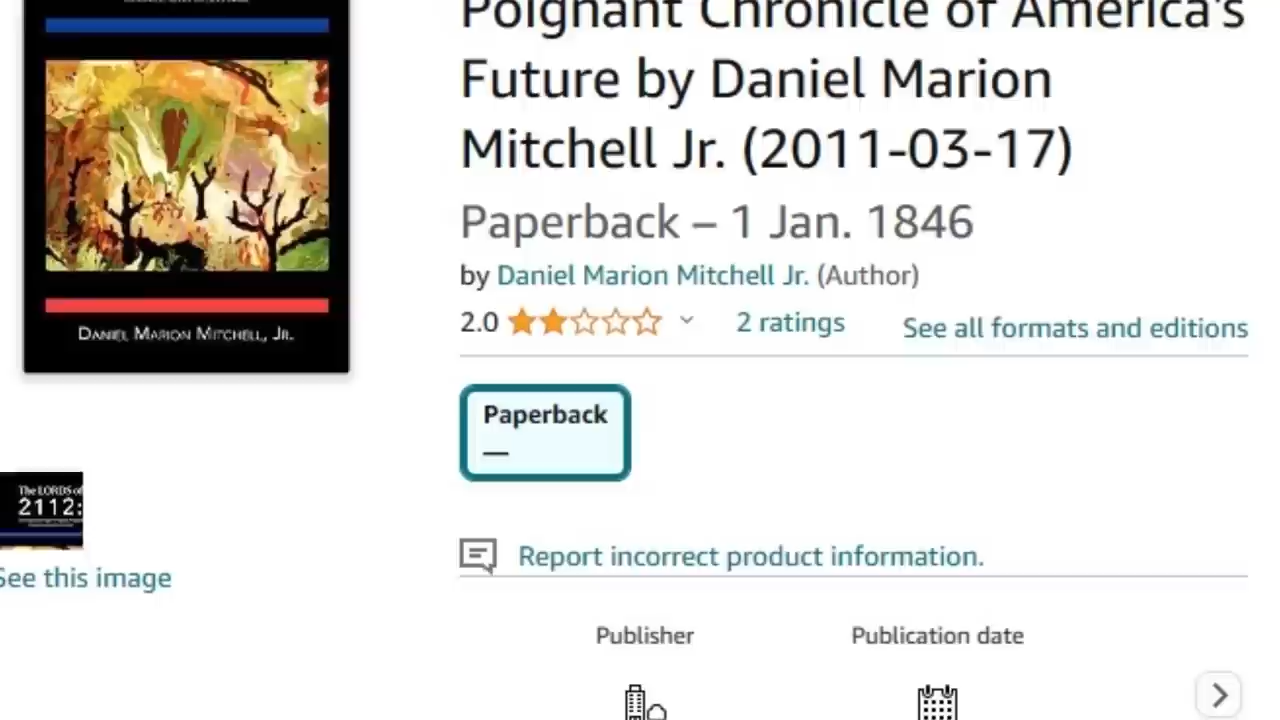 Poignant Chronicle of America's
Future by Daniel Marion
Mitchell Jr. (2011-03-17)
Paperback – 1 Jan. 1846
by Daniel Marion Mitchell Jr. (Author)
2.0 2 ratings See all formats and editions
DANIEL MARION MITCHELL, JR.
Paperback
—
The LORDS of
2112:
See this image
Report incorrect product information.
Publisher Publication date